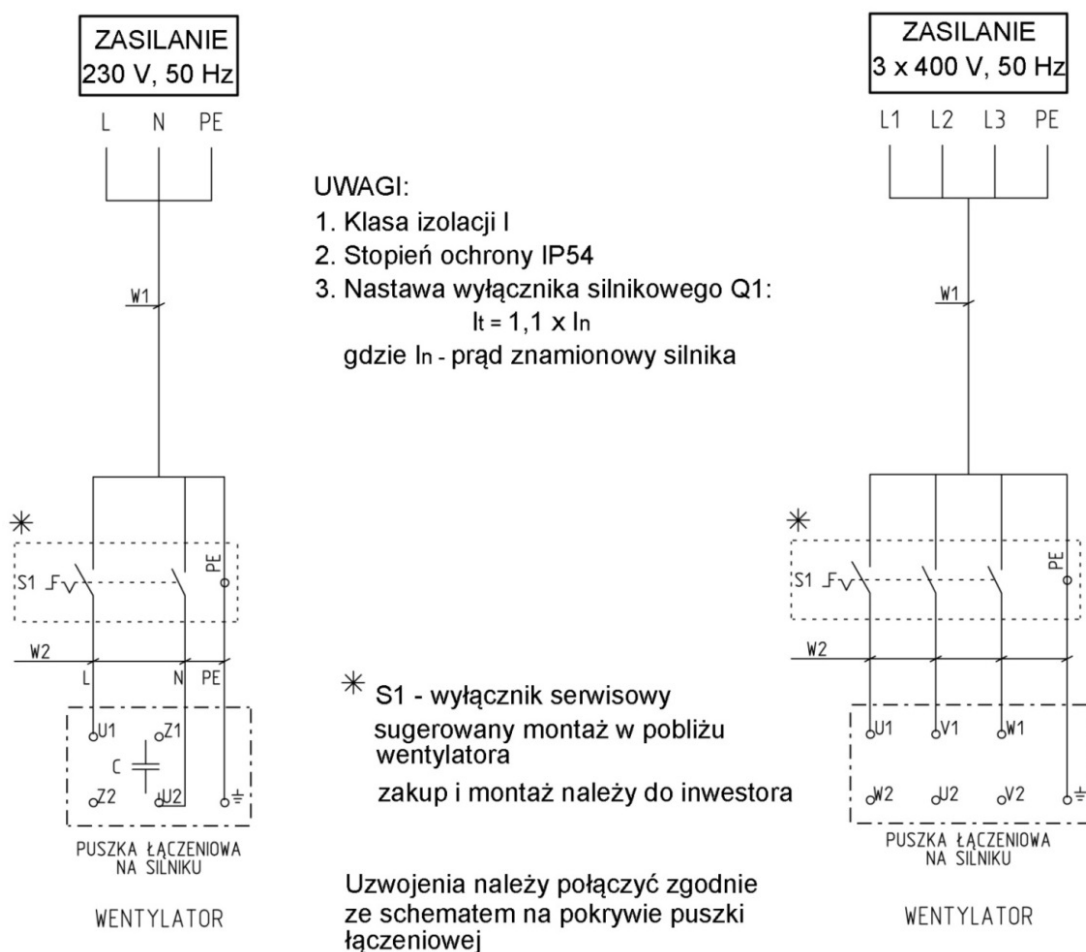 ZASILANIE
230 V, 50 Hz
L N PE
W1
*
S1
PE
W2
L N PE
U1 Z1
C
Z2 U2
PUSZKA ŁĄCZENIOWA
NA SILNIKU
WENTYLATOR
UWAGI:
1. Klasa izolacji I
2. Stopień ochrony IP54
3. Nastawa wyłącznika silnikowego Q1:
It = 1,1 x In
gdzie In - prąd znamionowy silnika
* S1 - wyłącznik serwisowy
sugerowany montaż w pobliżu
wentylatora
zakup i montaż należy do inwestora
Uzwojenia należy połączyć zgodnie
ze schematem na pokrywie puszki
łączeniowej
ZASILANIE
3 x 400 V, 50 Hz
L1 L2 L3 PE
W1
*
S1
PE
W2
U1 V1 W1
W2 U2 V2
PUSZKA ŁĄCZENIOWA
NA SILNIKU
WENTYLATOR